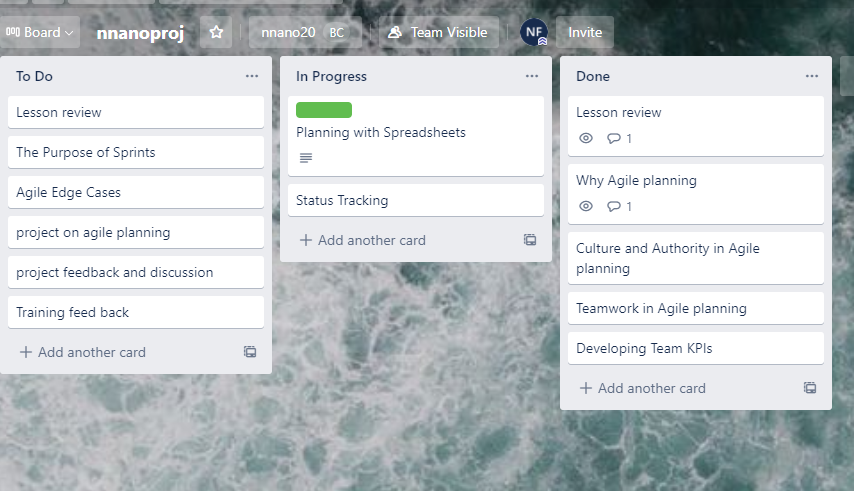 Board
nnanoproj
nnano20 BC
Team Visible
NF
Invite
To Do
Lesson review
The Purpose of Sprints
Agile Edge Cases
project on agile planning
project feedback and discussion
Training feed back
+ Add another card
In Progress
Planning with Spreadsheets
Status Tracking
+ Add another card
Done
Lesson review
1
Why Agile planning
1
Culture and Authority in Agile
planning
Teamwork in Agile planning
Developing Team KPIs
+ Add another card